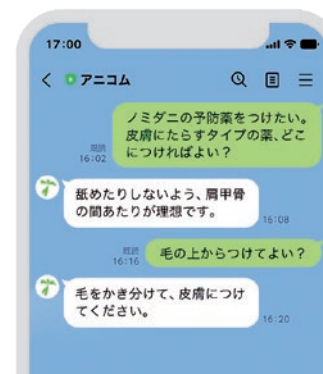 17:00
アニコム
ノミダニの予防薬をつけたい。
皮膚にたらすタイプの薬、どこ
につければよい？
既読
16:02
舐めたりしないよう、肩甲骨
の間あたりが理想です。
16:08
毛の上からつけてよい？
既読
16:16
毛をかき分けて、皮膚につけ
てください。
16:20